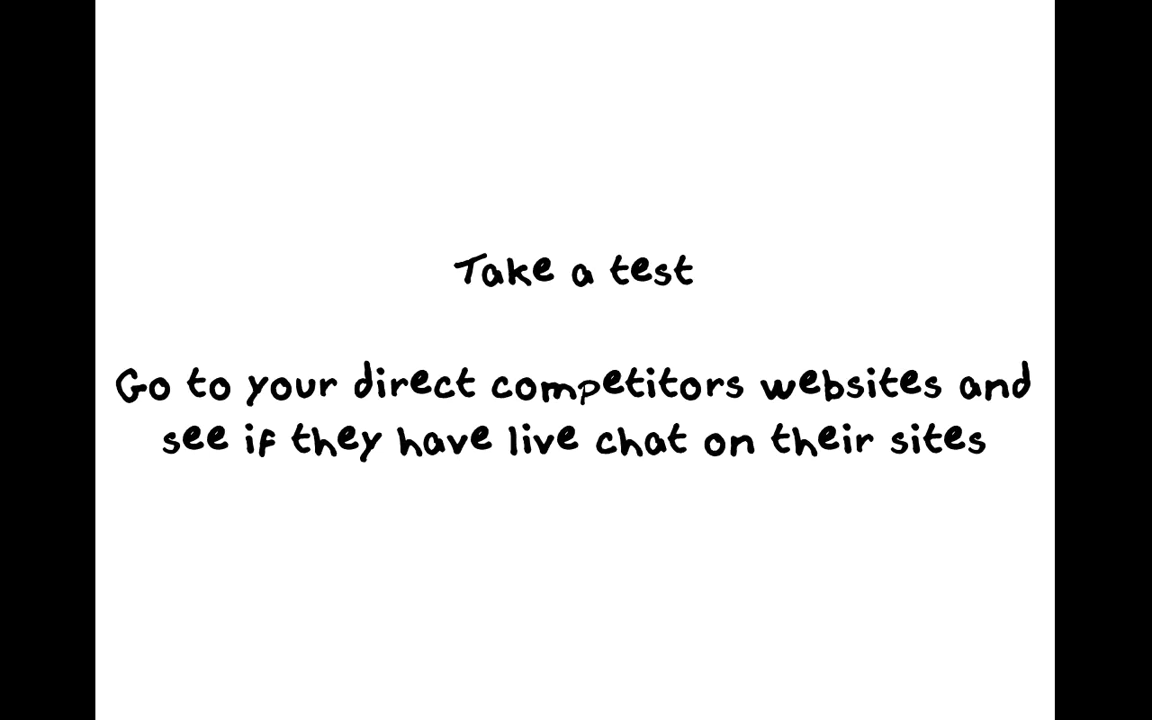 Take a test
Go to your direct competitors websites and
see if they have live chat on their sites